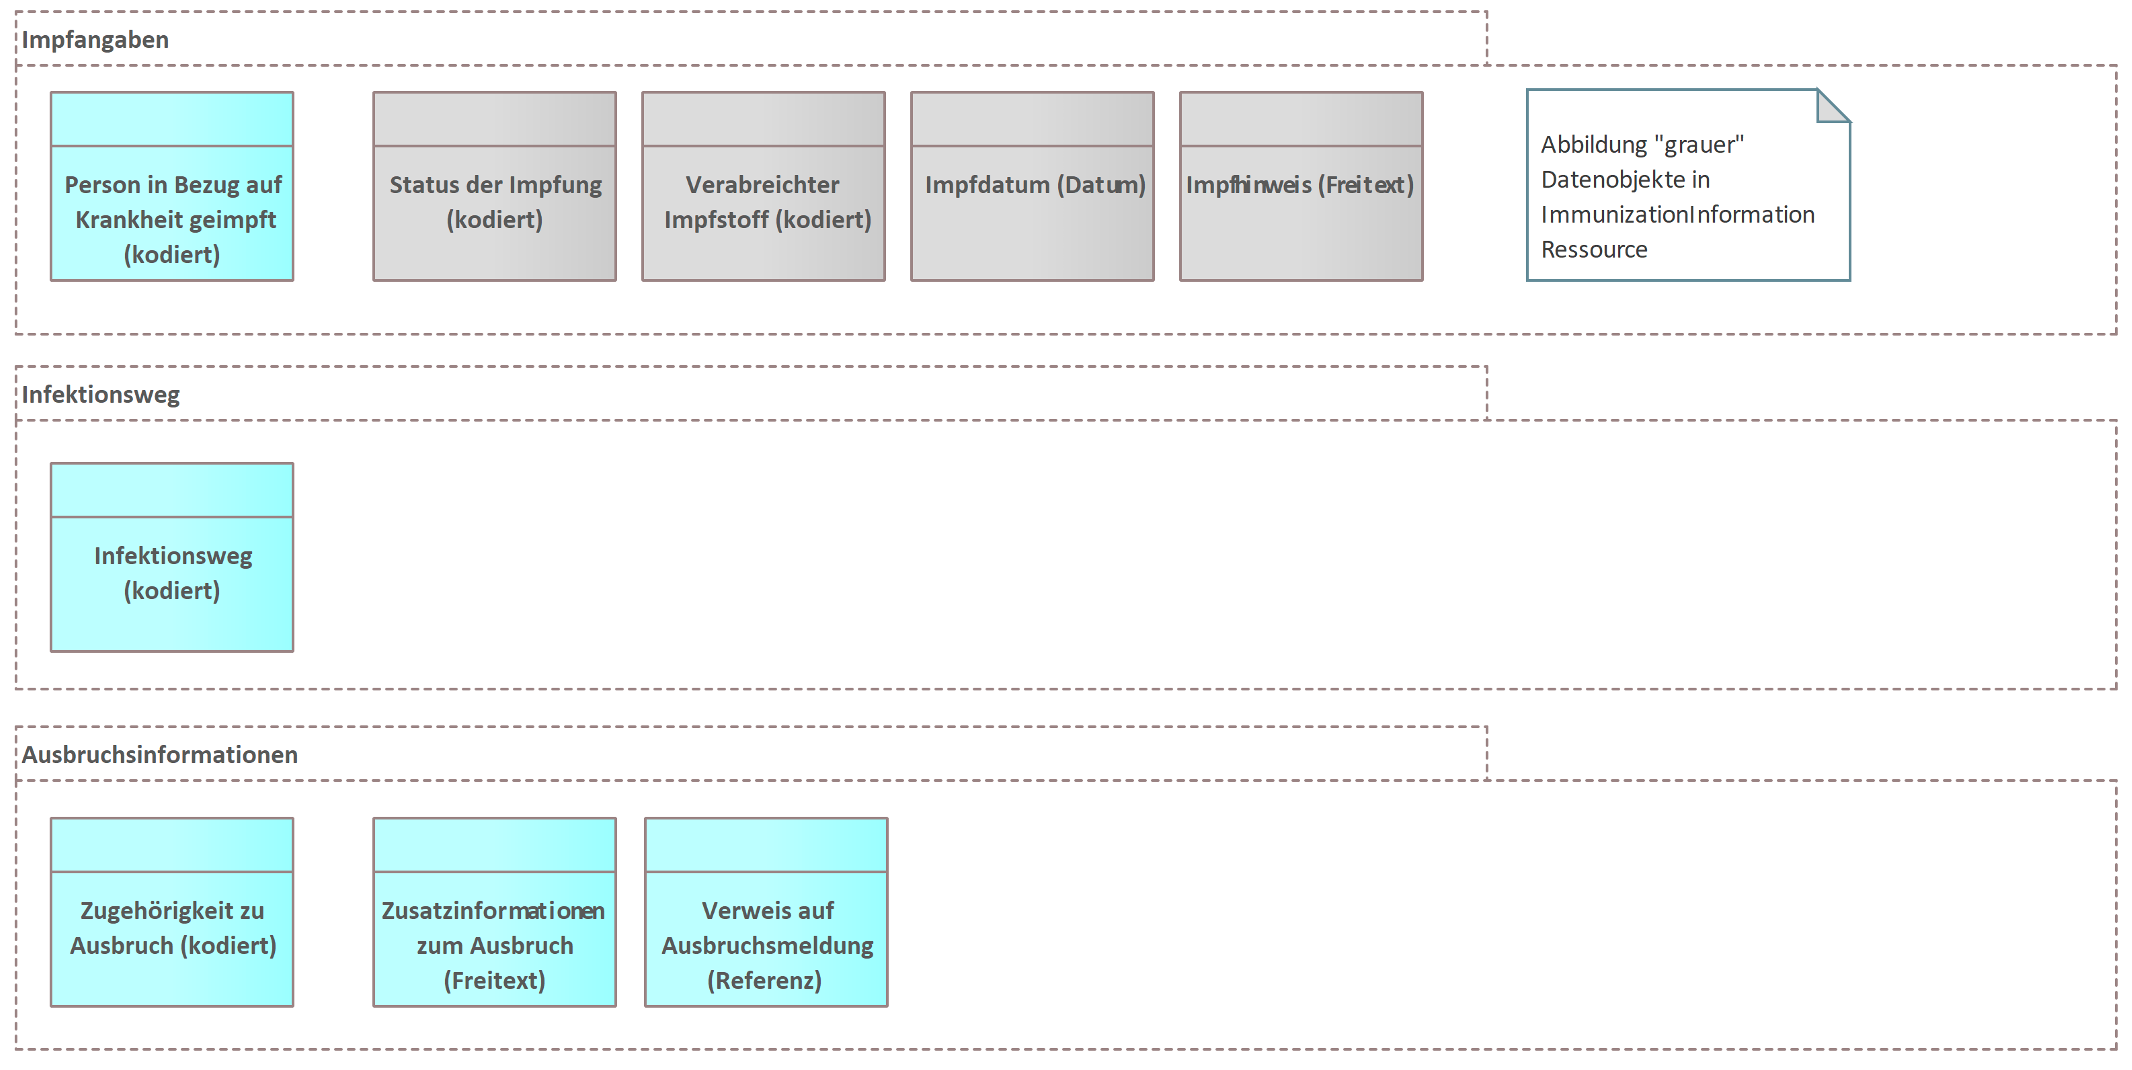 Impfangaben
Person in Bezug auf
Krankheit geimpft
(kodiert)
Status der Impfung
(kodiert)
Verabreichter
Impfstoff (kodiert)
Impfdatum (Datum)
Impfhinweis (Freitext)
Abbildung "grauer"
Datenobjekte in
ImmunizationInformation
Ressource
Infektionsweg
Infektionsweg
(kodiert)
Ausbruchsinformationen
Zugehörigkeit zu
Ausbruch (kodiert)
Zusatzinformationen
zum Ausbruch
(Freitext)
Verweis auf
Ausbruchsmeldung
(Referenz)